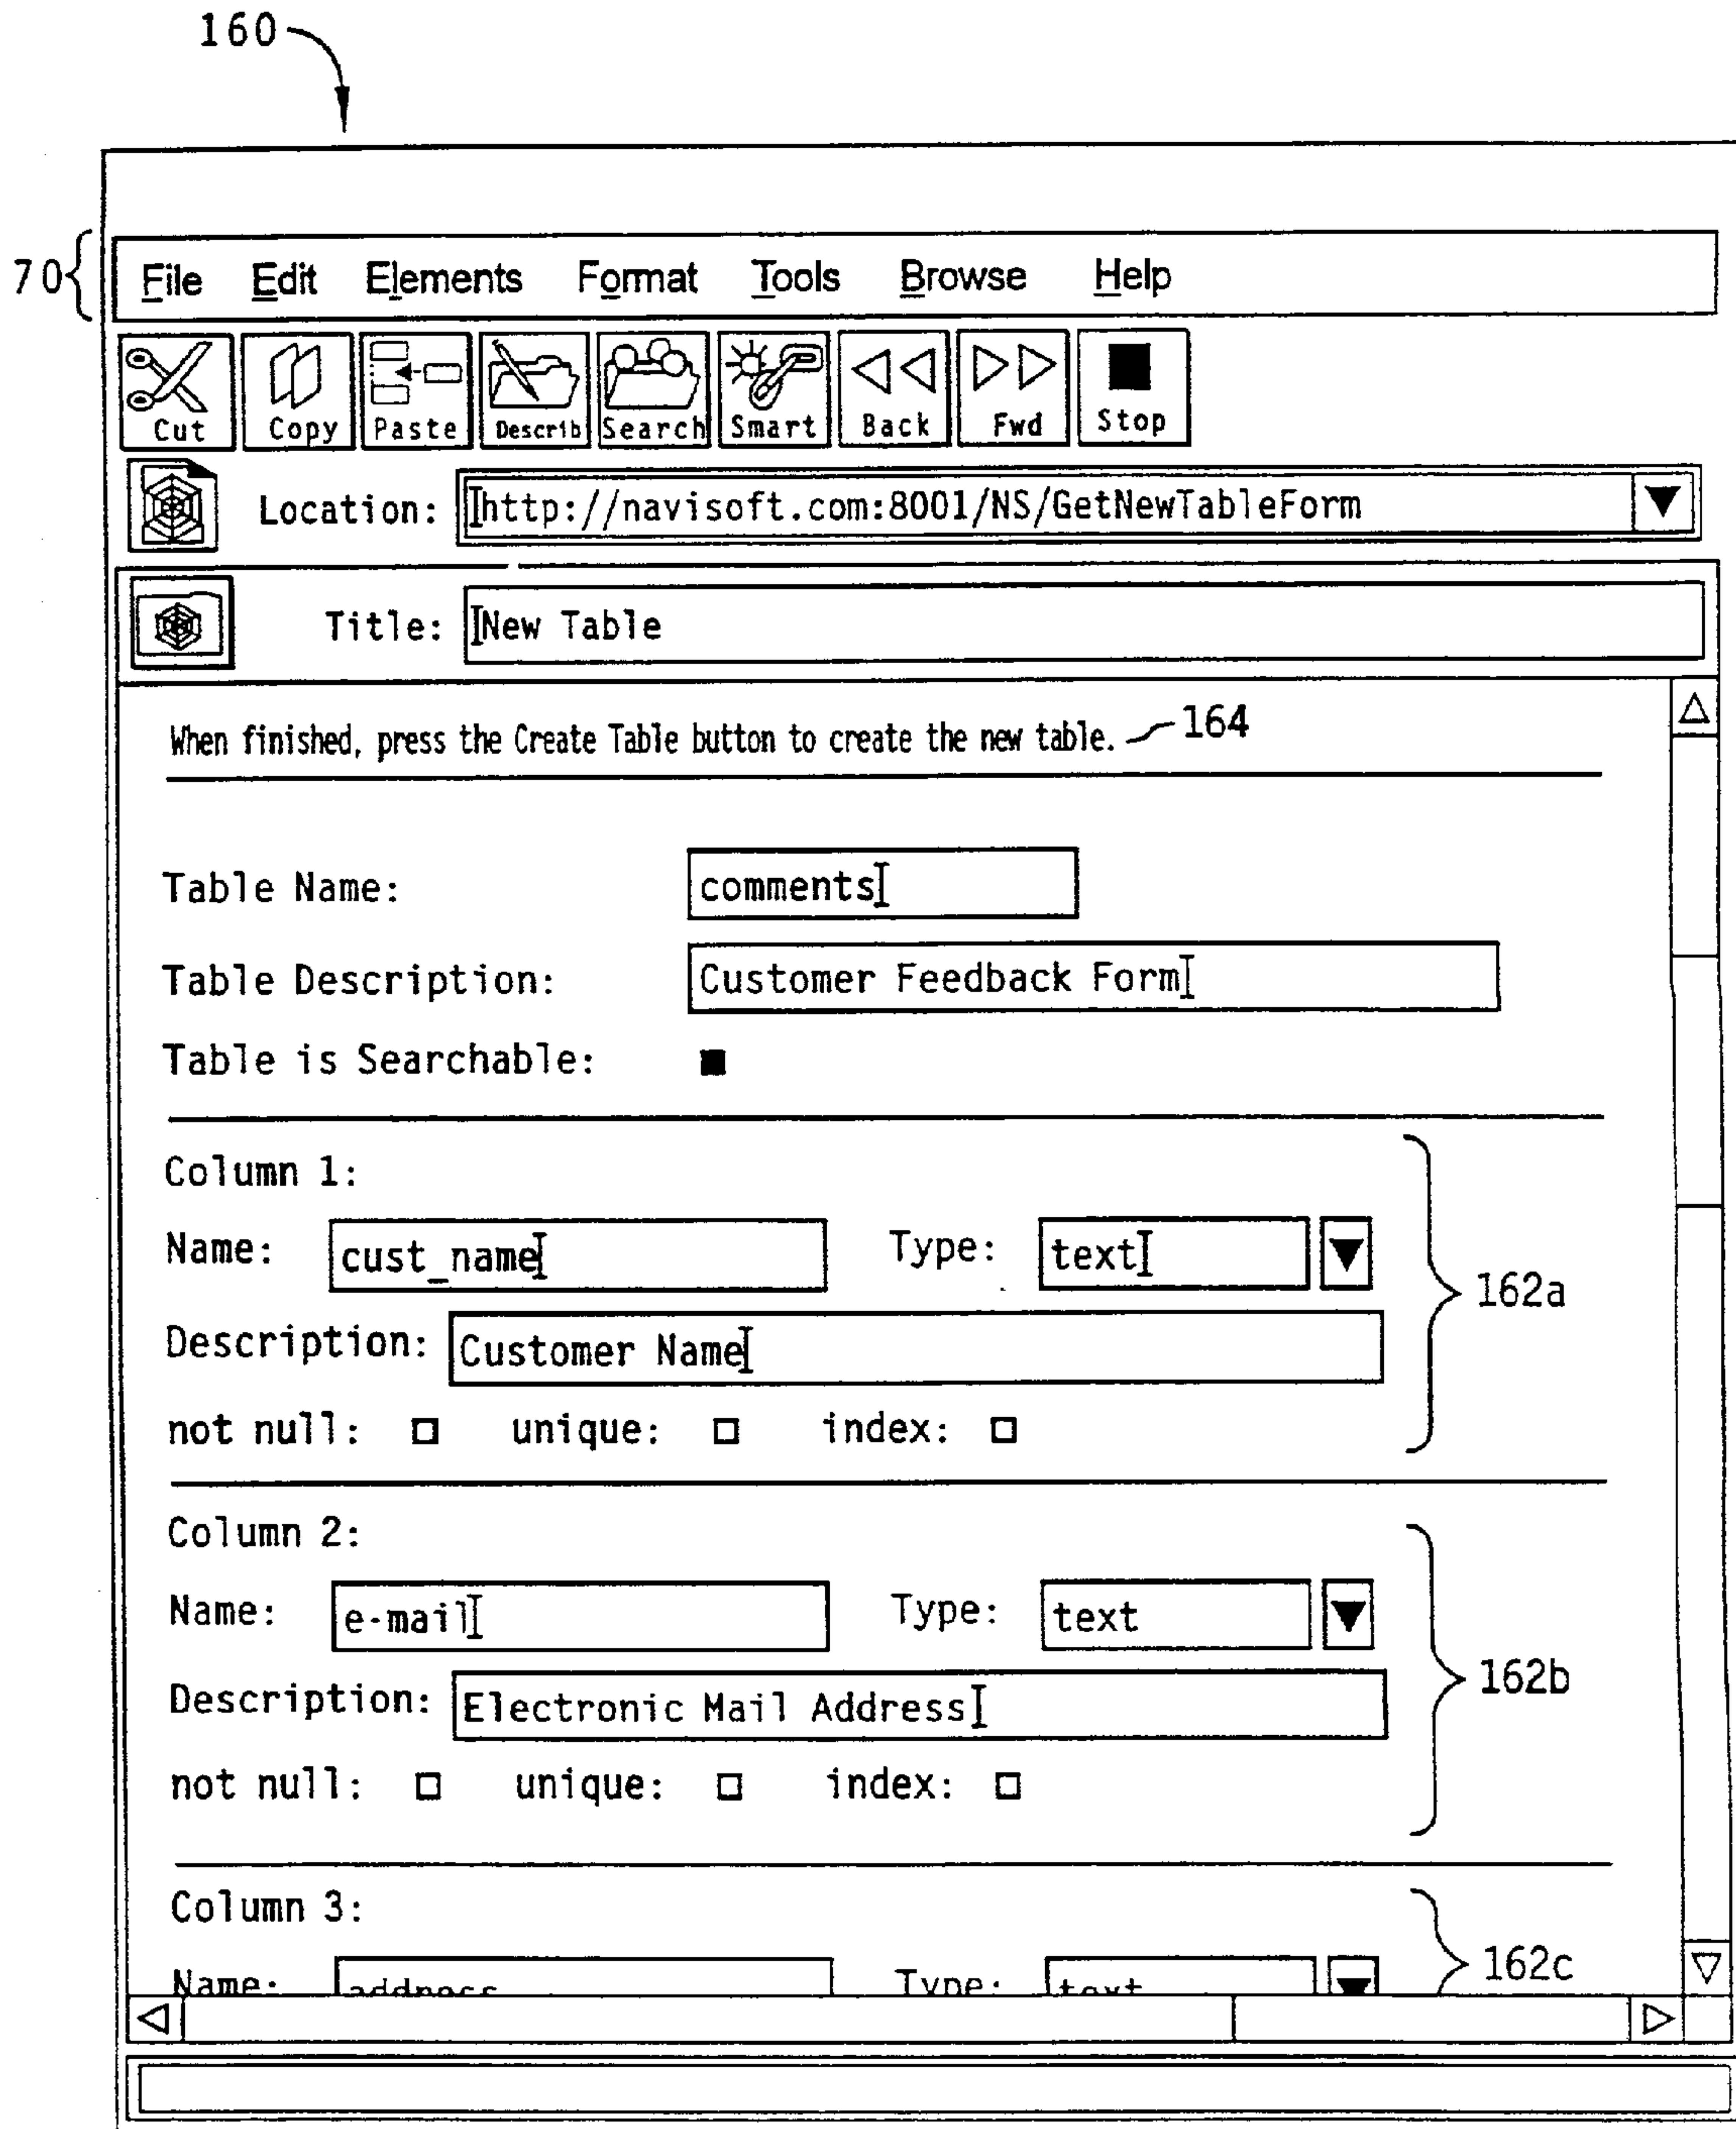 160
70
File Edit Elements Format Tools Browse Help
Cut Copy Paste Describ Search Smart Back Fwd Stop
Location: http://navisoft.com:8001/NS/GetNewTableForm
Title: New Table
When finished, press the Create Table button to create the new table. 164
Table Name: comments
Table Description: Customer Feedback Form
Table is Searchable:
Column 1:
Name: cust_name Type: text
162a
Description: Customer Name
not null: unique: index:
Column 2:
Name: e-mail Type: text
162b
Description: Electronic Mail Address
not null: unique: index:
Column 3:
162c
Name: address Type: text